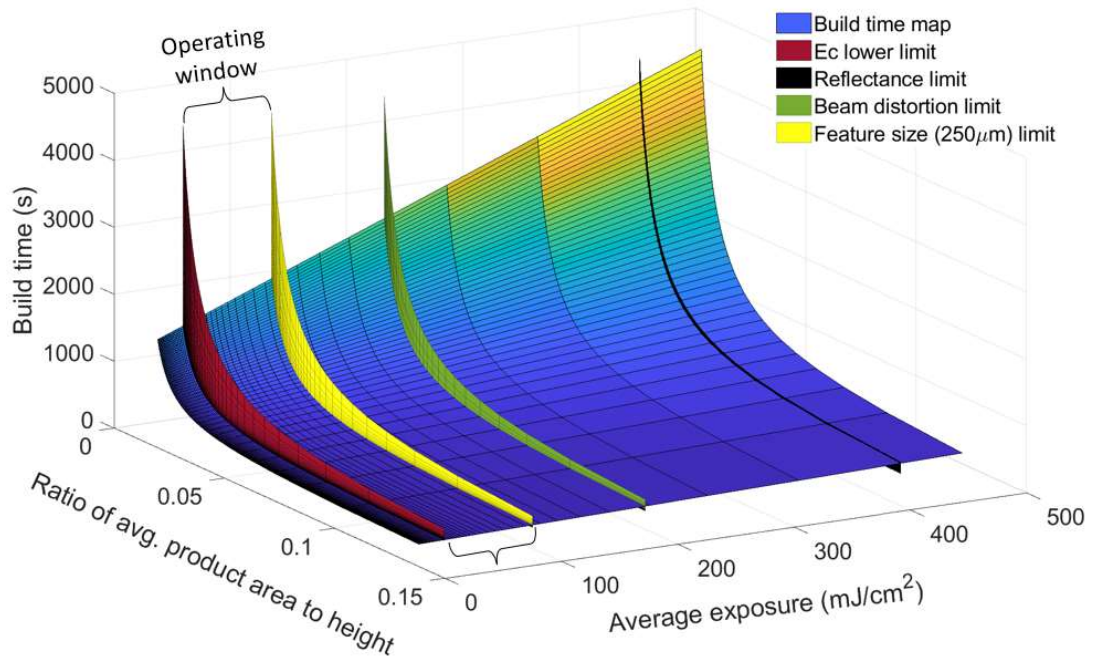 Operating
window
Build time map
Ec lower limit
Reflectance limit
Beam distortion limit
Feature size (250μm) limit
5000
4000
3000
2000
1000
0
Build time (s)
0
0.05
0.1
0.15
Ratio of avg. product area to height
0
100
200
300
400
500
Average exposure (mJ/cm²)